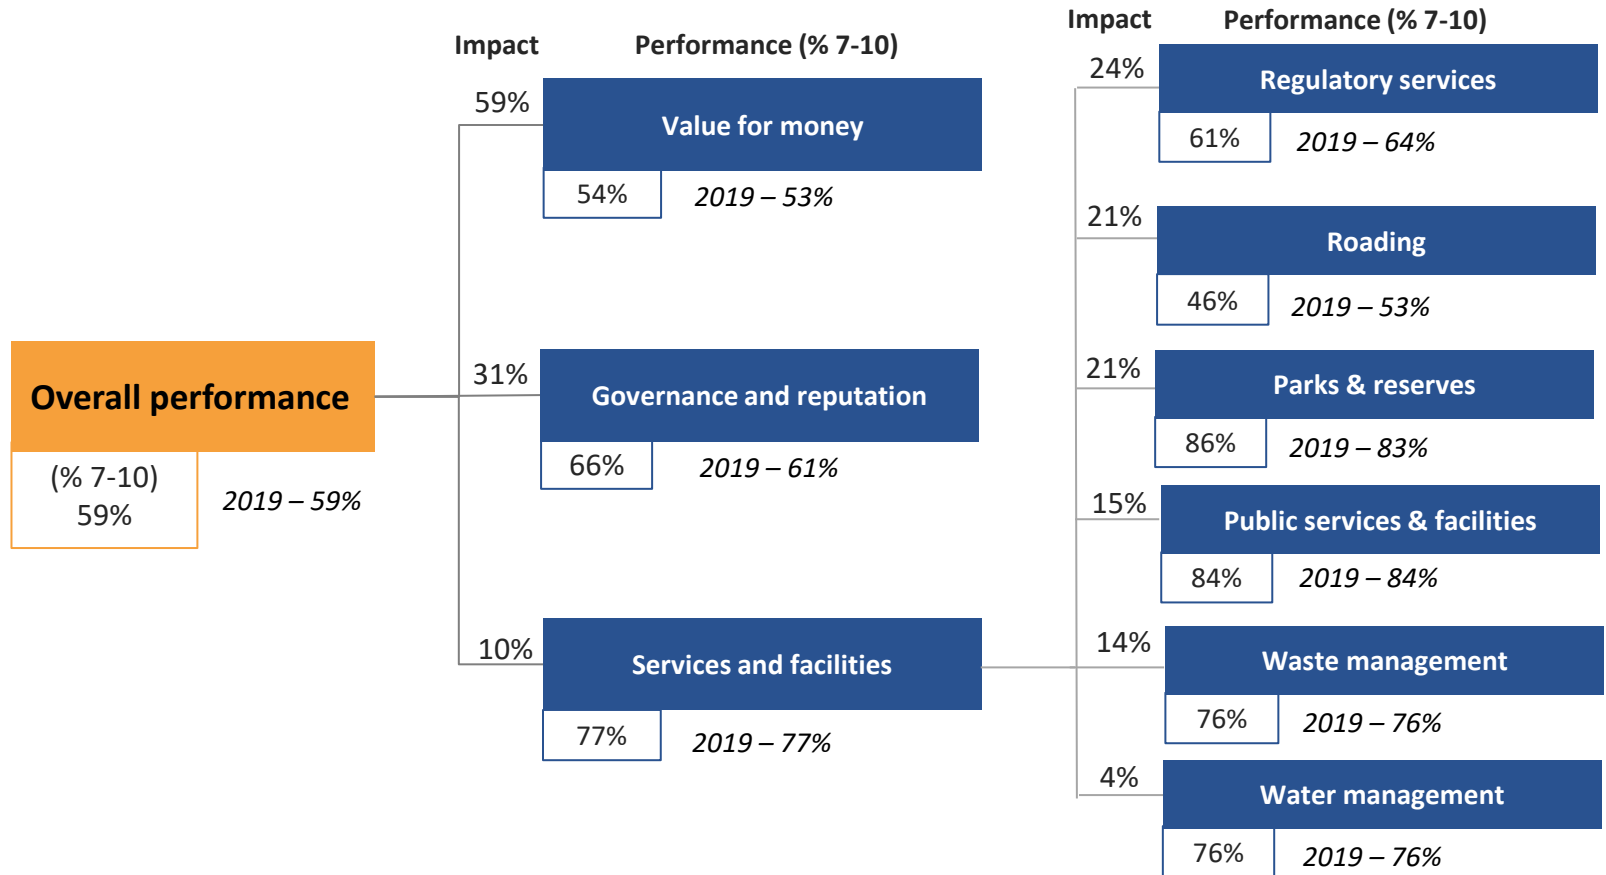 Impact Performance (% 7-10)
Impact Performance (% 7-10)
Overall performance
(% 7-10)
59%
2019 – 59%
59%
Value for money
54%
2019 – 53%
31%
Governance and reputation
66%
2019 – 61%
10%
Services and facilities
77%
2019 – 77%
24%
Regulatory services
61%
2019 – 64%
21%
Roading
46%
2019 – 53%
21%
Parks & reserves
86%
2019 – 83%
15%
Public services & facilities
84%
2019 – 84%
14%
Waste management
76%
2019 – 76%
4%
Water management
76%
2019 – 76%